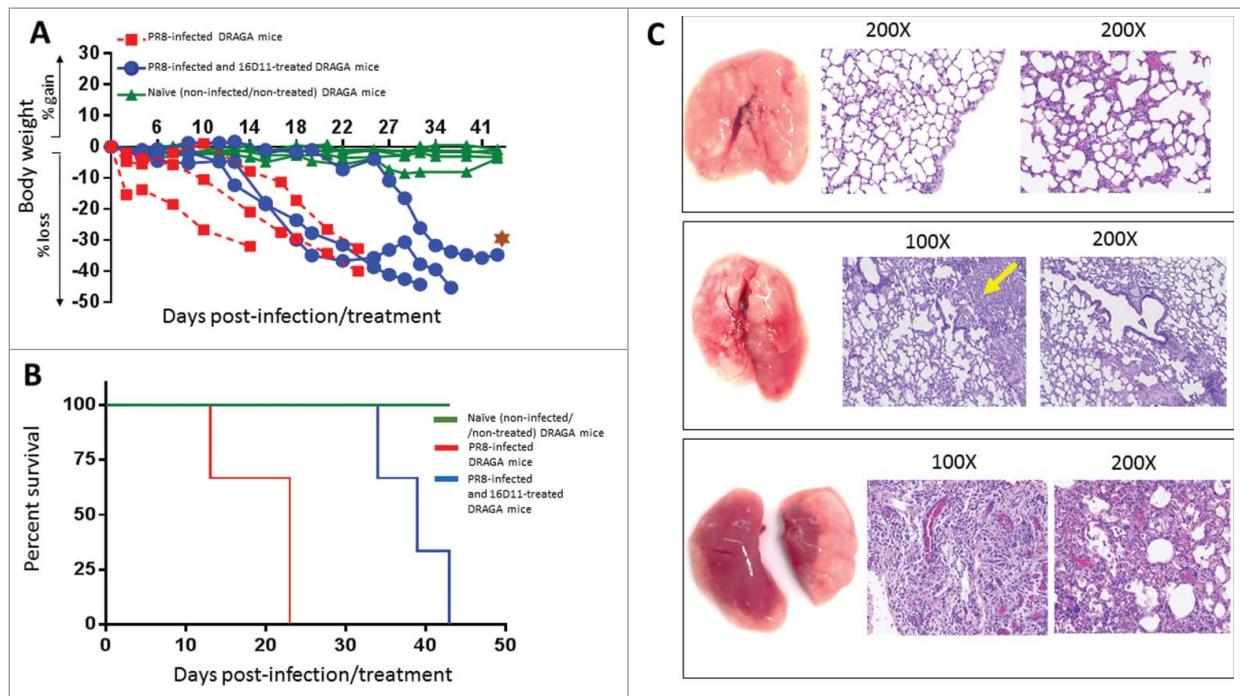 A
PR8-infected DRAGA mice
PR8-infected and 16D11-treated DRAGA mice
Naïve (non-infected/non-treated) DRAGA mice
30
20
10
0
-10
-20
-30
-40
-50
% gain
Body weight
% loss
6 10 14 18 22 27 34 41
Days post-infection/treatment
B
100
75
50
25
0
Percent survival
0 10 20 30 40 50
Days post-infection/treatment
Naïve (non-infected/
/non-treated) DRAGA mice
PR8-infected
DRAGA mice
PR8-infected
and 16D11-treated
DRAGA mice
C
200X 200X
100X 200X
100X 200X